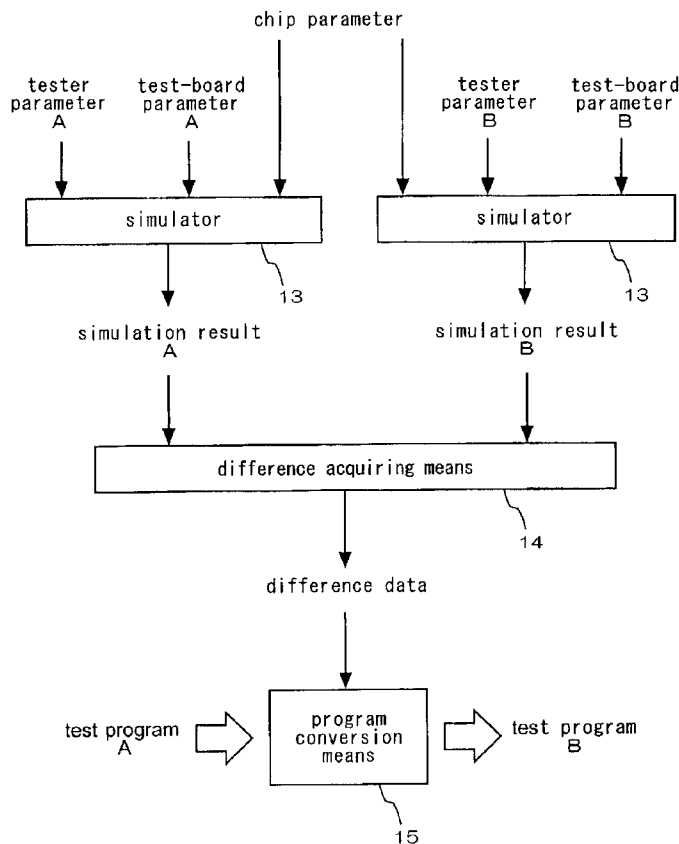 chip parameter
tester
parameter
A
test-board
parameter
A
tester
parameter
B
test-board
parameter
B
simulator
simulator
13
13
simulation result
A
simulation result
B
difference acquiring means
14
difference data
test program
A
program
conversion
means
test program
B
15